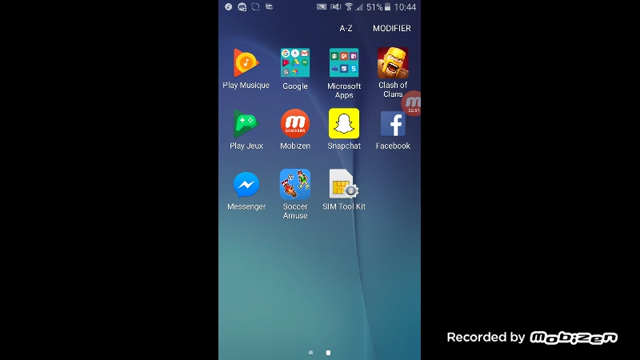 51% 10:44
A-Z MODIFIER
Play Musique Google Microsoft Apps Clash of Clans
Play Jeux Mobizen Snapchat Facebook
Messenger Soccer Amuse SIM Tool Kit
Recorded by mobizen